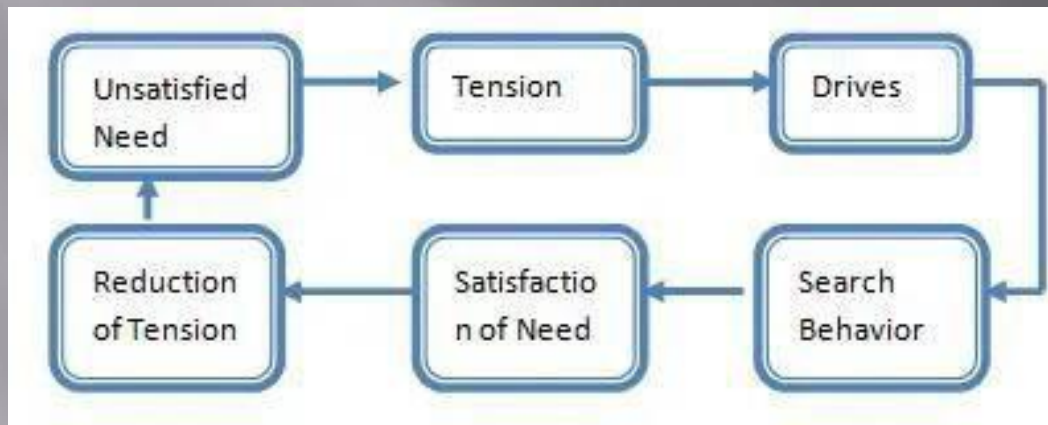 Unsatisfied
Need
Tension
Drives
Reduction
of Tension
Satisfactio
n of Need
Search
Behavior